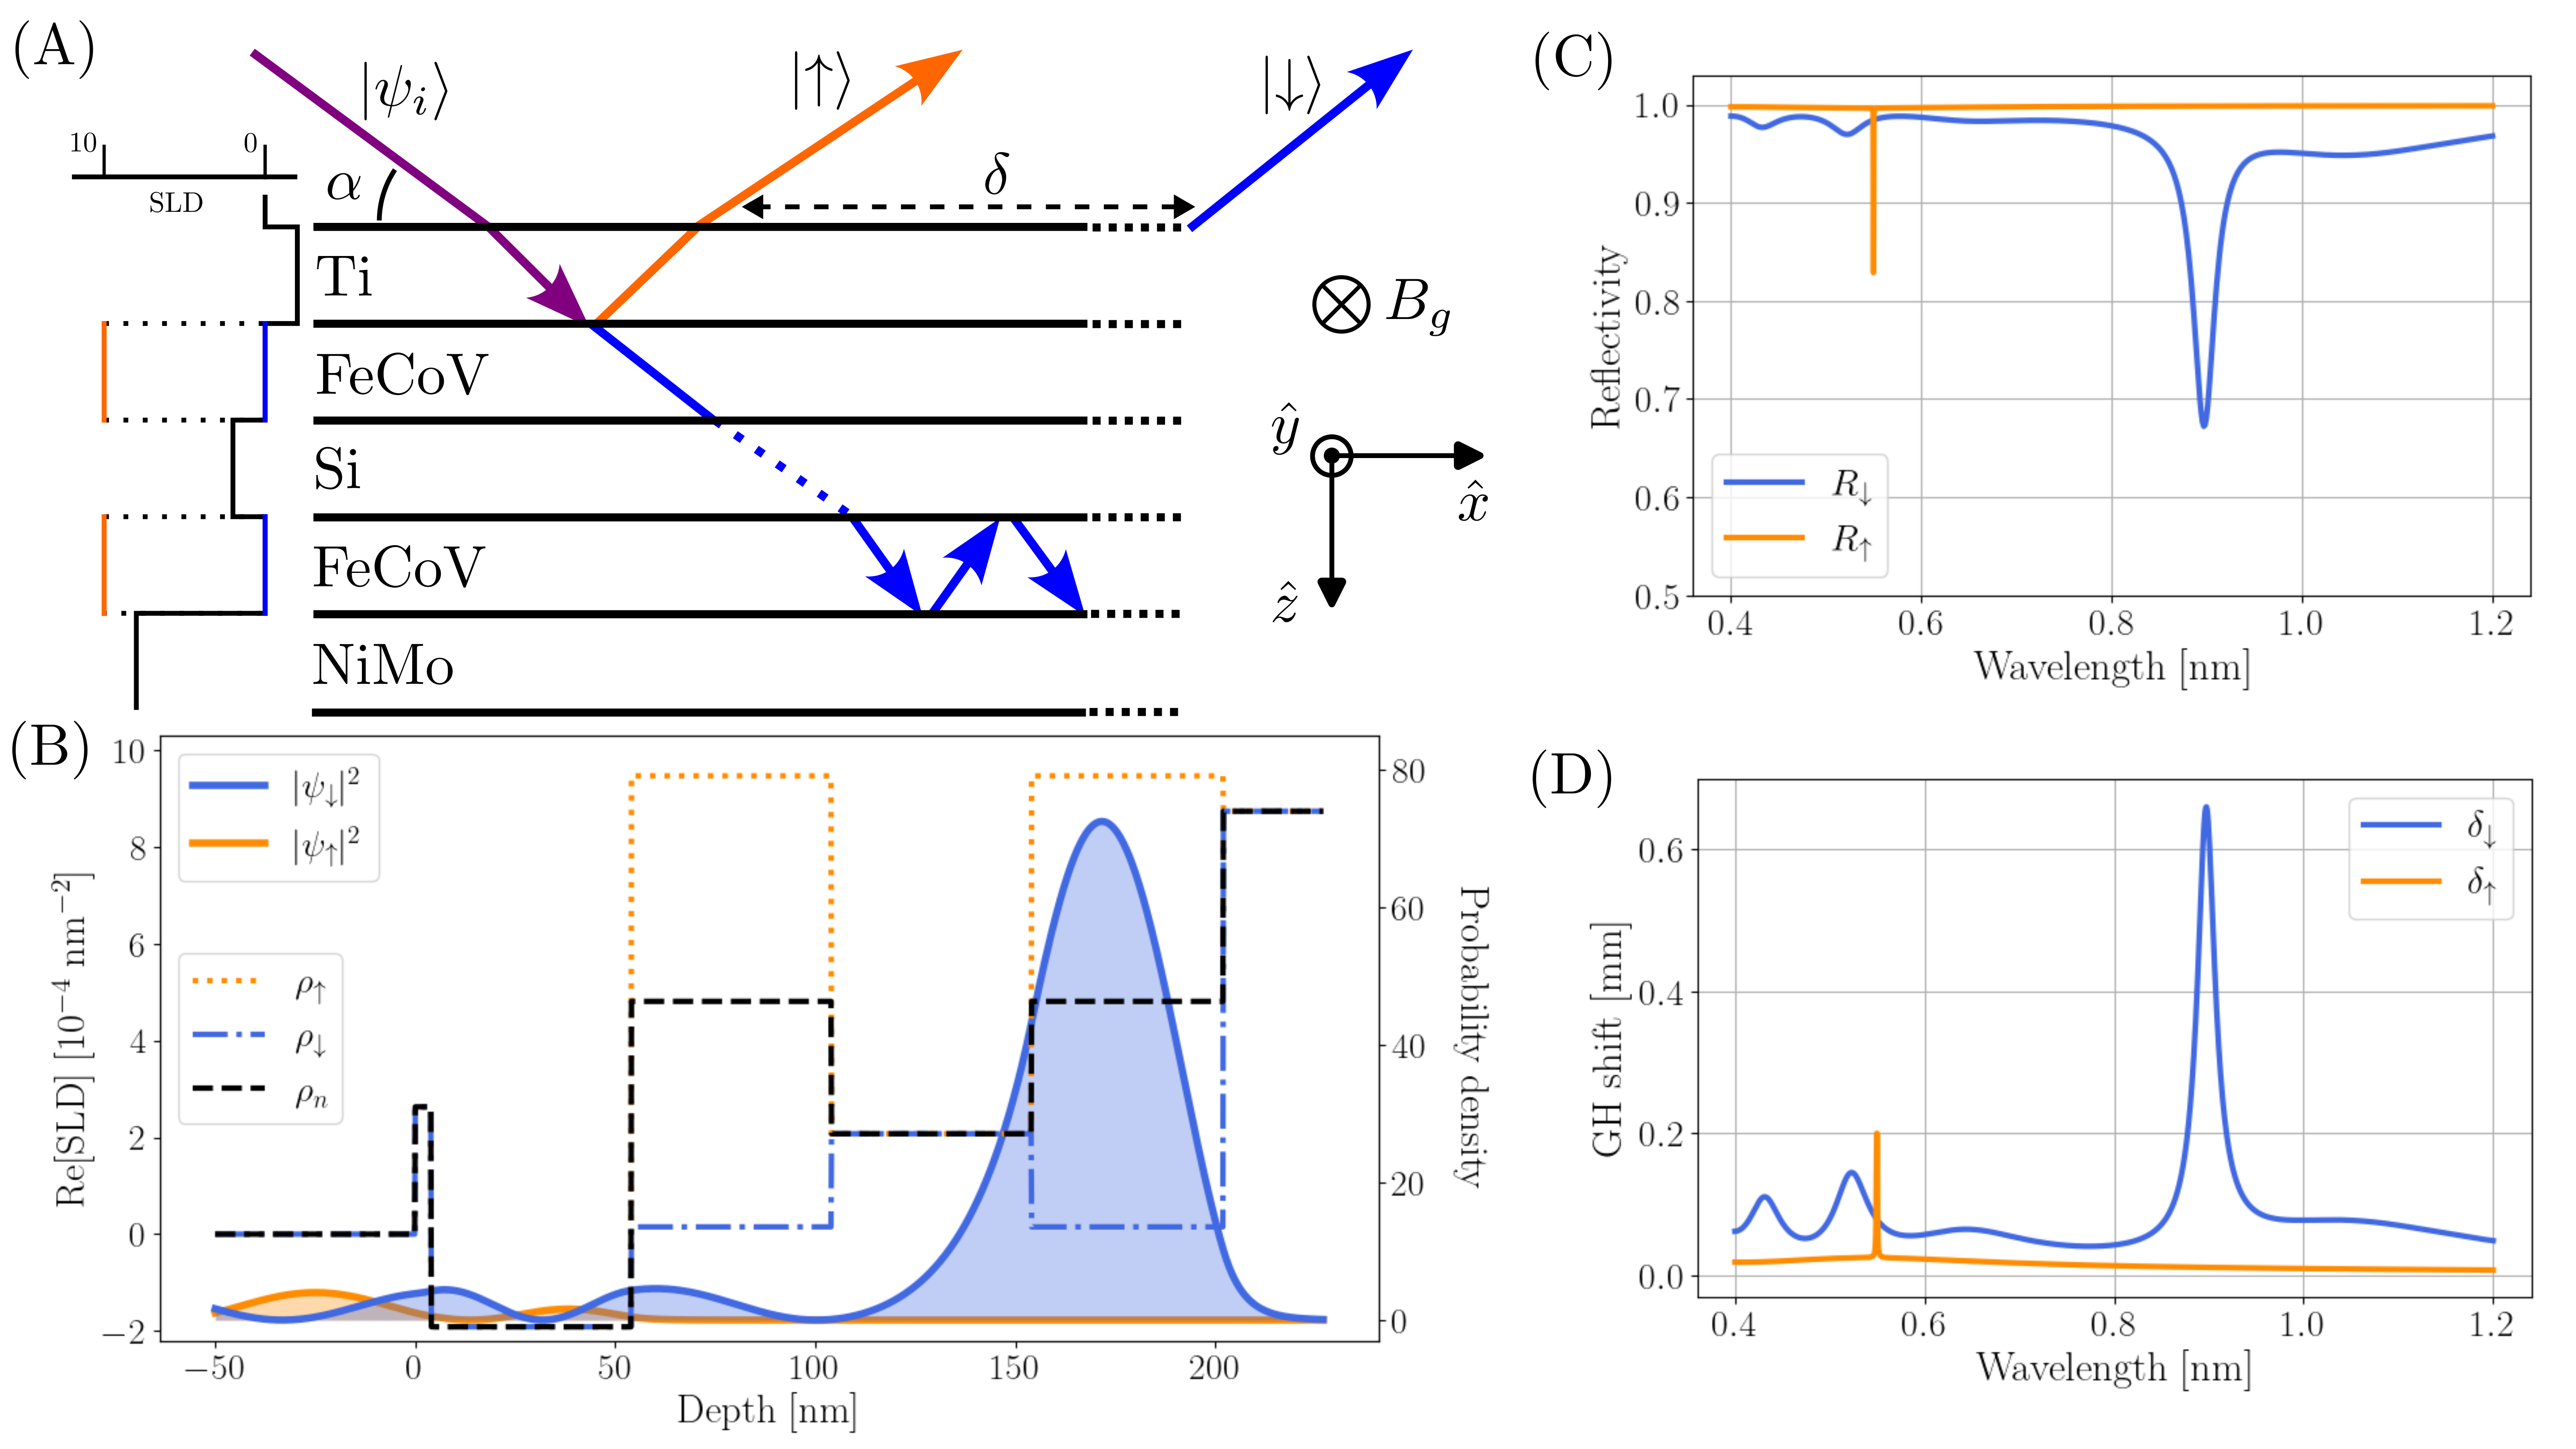 (A)
|ψᵢ⟩
|↑⟩
|↓⟩
10
0
SLD
α
δ
Ti
FeCoV
Si
FeCoV
NiMo
B_g
ŷ
x̂
ẑ
(B)
|ψ↓|²
|ψ↑|²
ρ↑
ρ↓
ρₙ
Re[SLD] [10⁻⁴ nm⁻²]
10
8
6
4
2
0
−2
−50
0
50
100
150
200
Depth [nm]
80
60
40
20
0
Probability density
(C)
Reflectivity
1.0
0.9
0.8
0.7
0.6
0.5
R↓
R↑
0.4
0.6
0.8
1.0
1.2
Wavelength [nm]
(D)
GH shift [mm]
0.6
0.4
0.2
0.0
δ↓
δ↑
0.4
0.6
0.8
1.0
1.2
Wavelength [nm]